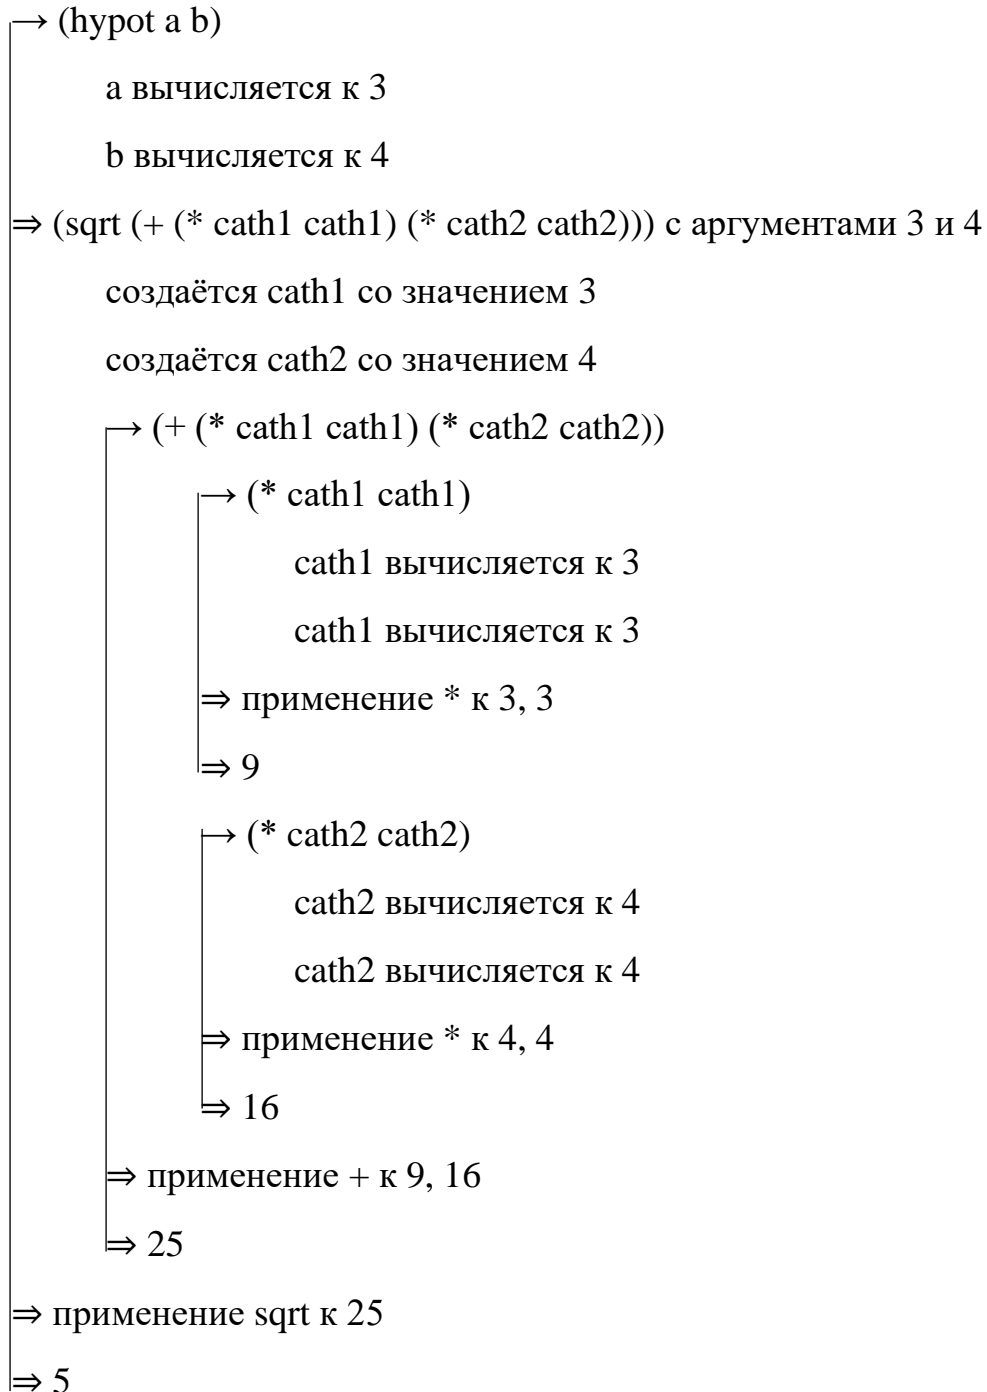 → (hypot a b)
a вычисляется к 3
b вычисляется к 4
⇒ (sqrt (+ (* cath1 cath1) (* cath2 cath2))) с аргументами 3 и 4
создаётся cath1 со значением 3
создаётся cath2 со значением 4
→ (+ (* cath1 cath1) (* cath2 cath2))
→ (* cath1 cath1)
cath1 вычисляется к 3
cath1 вычисляется к 3
⇒ применение * к 3, 3
⇒ 9
→ (* cath2 cath2)
cath2 вычисляется к 4
cath2 вычисляется к 4
⇒ применение * к 4, 4
⇒ 16
⇒ применение + к 9, 16
⇒ 25
⇒ применение sqrt к 25
⇒ 5